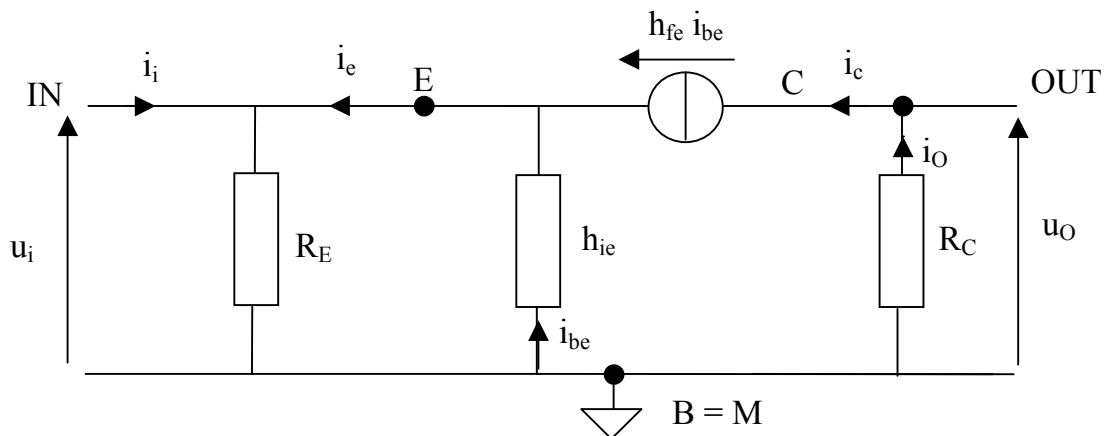 h_fe i_be
i_i
i_e
E
C
i_c
IN
OUT
i_O
u_i
R_E
h_ie
R_C
u_O
i_be
B = M